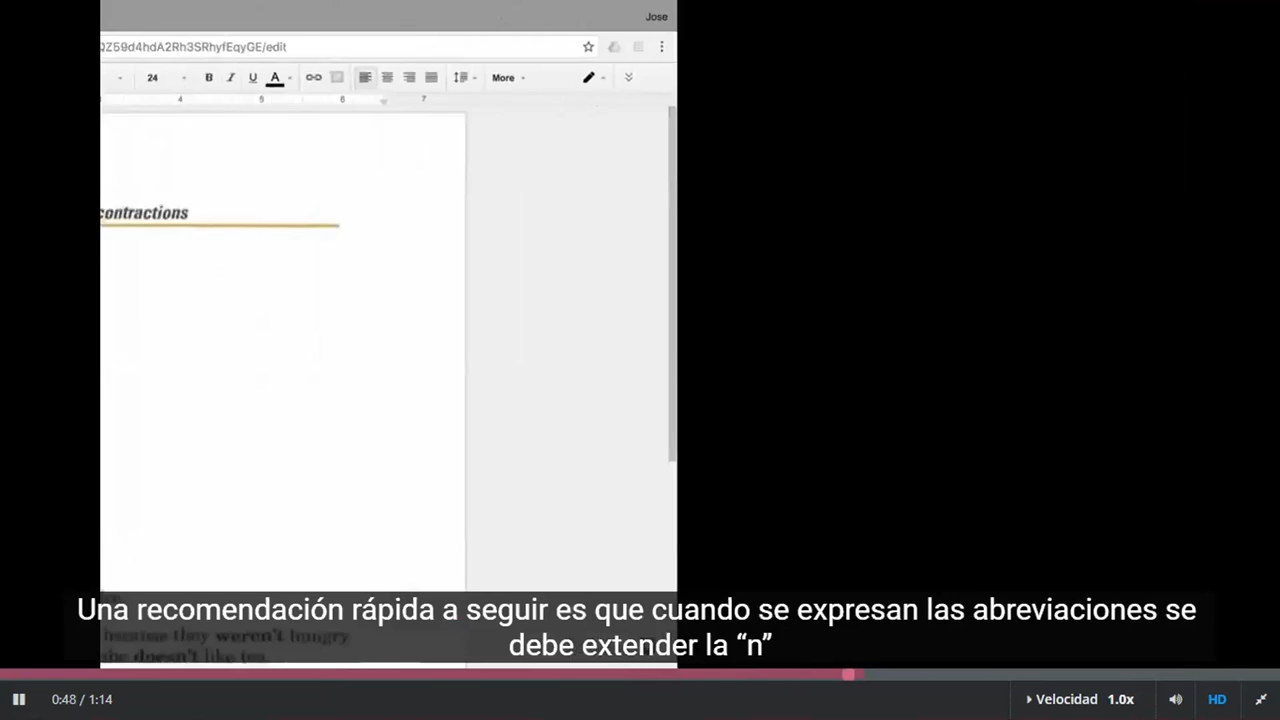 Jose
QZ59d4hdA2Rh3SRhyfEqyGE/edit
24 B I U A More
4 5 6 7
contractions
because they weren't hungry
she doesn't like tea.
Una recomendación rápida a seguir es que cuando se expresan las abreviaciones se
debe extender la “n”
0:48 / 1:14 Velocidad 1.0x HD